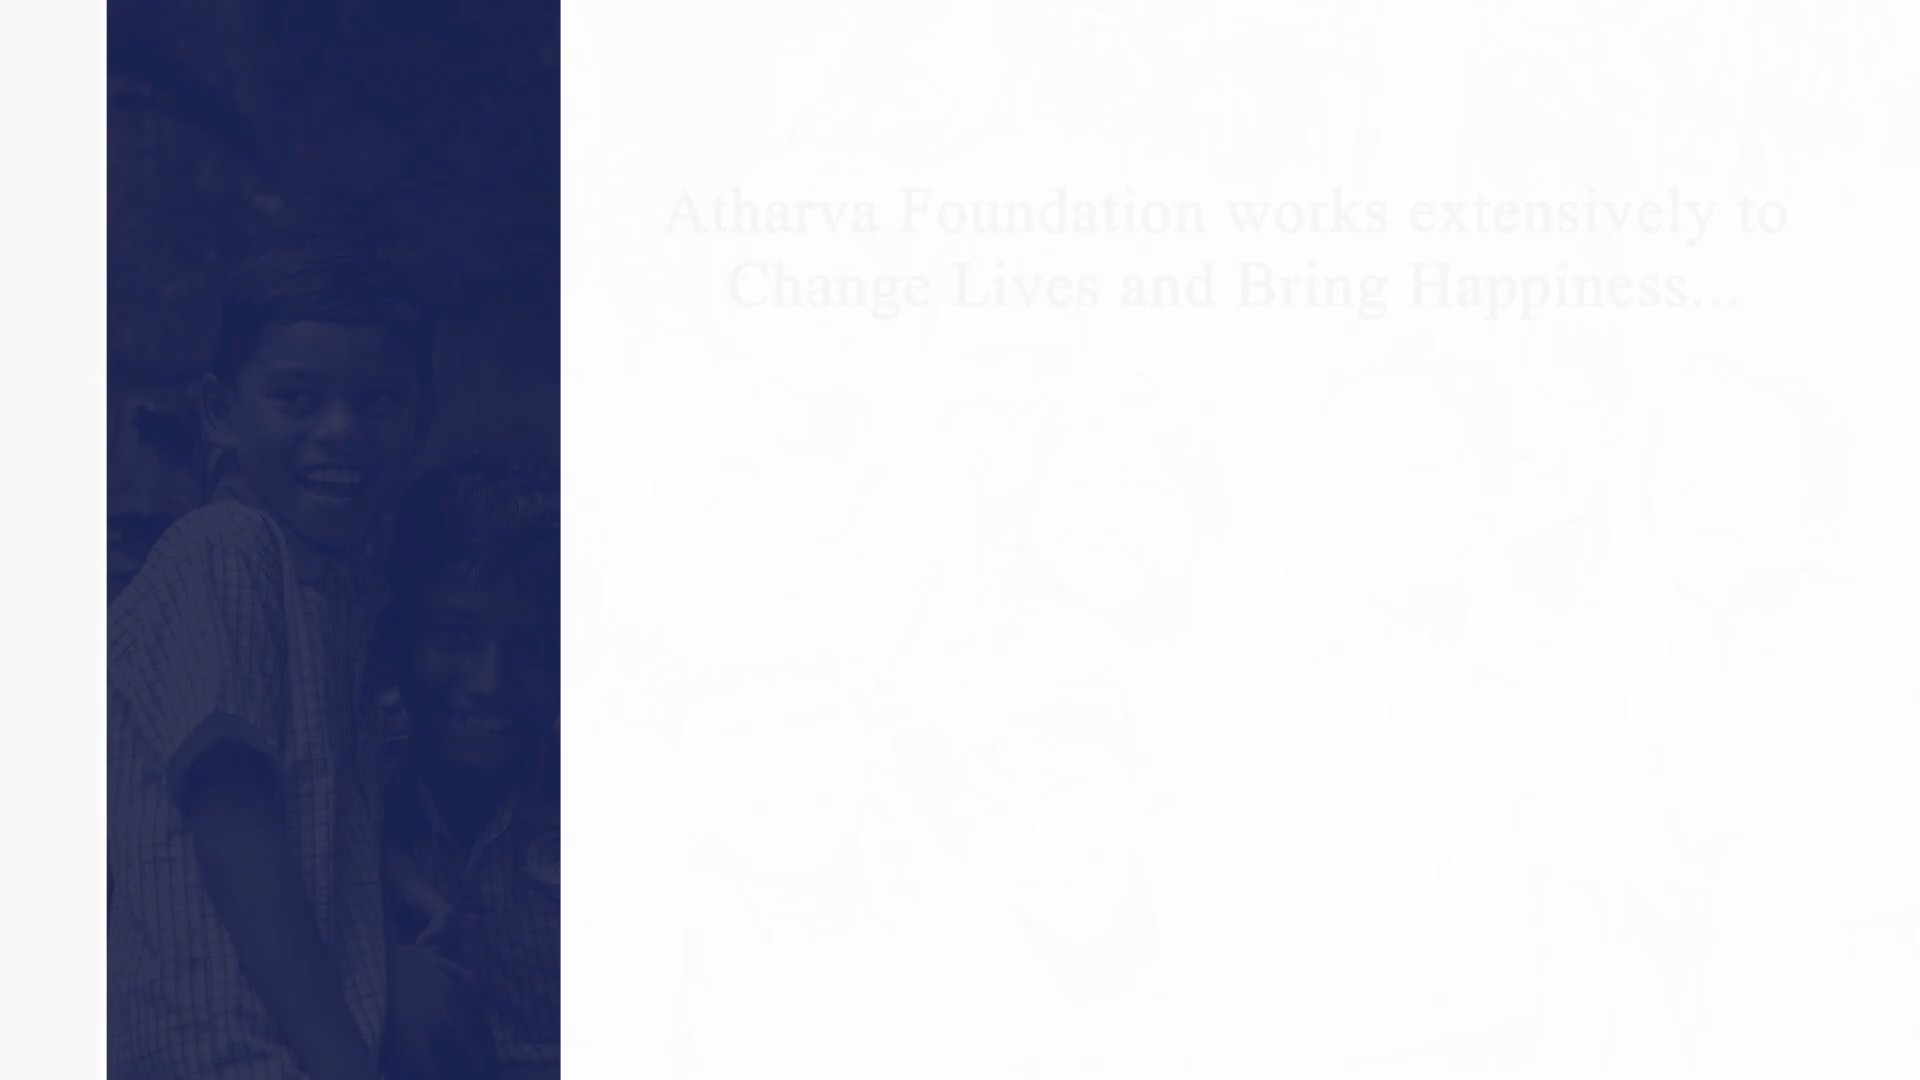 Atharva Foundation works extensively to
Change Lives and Bring Happiness...